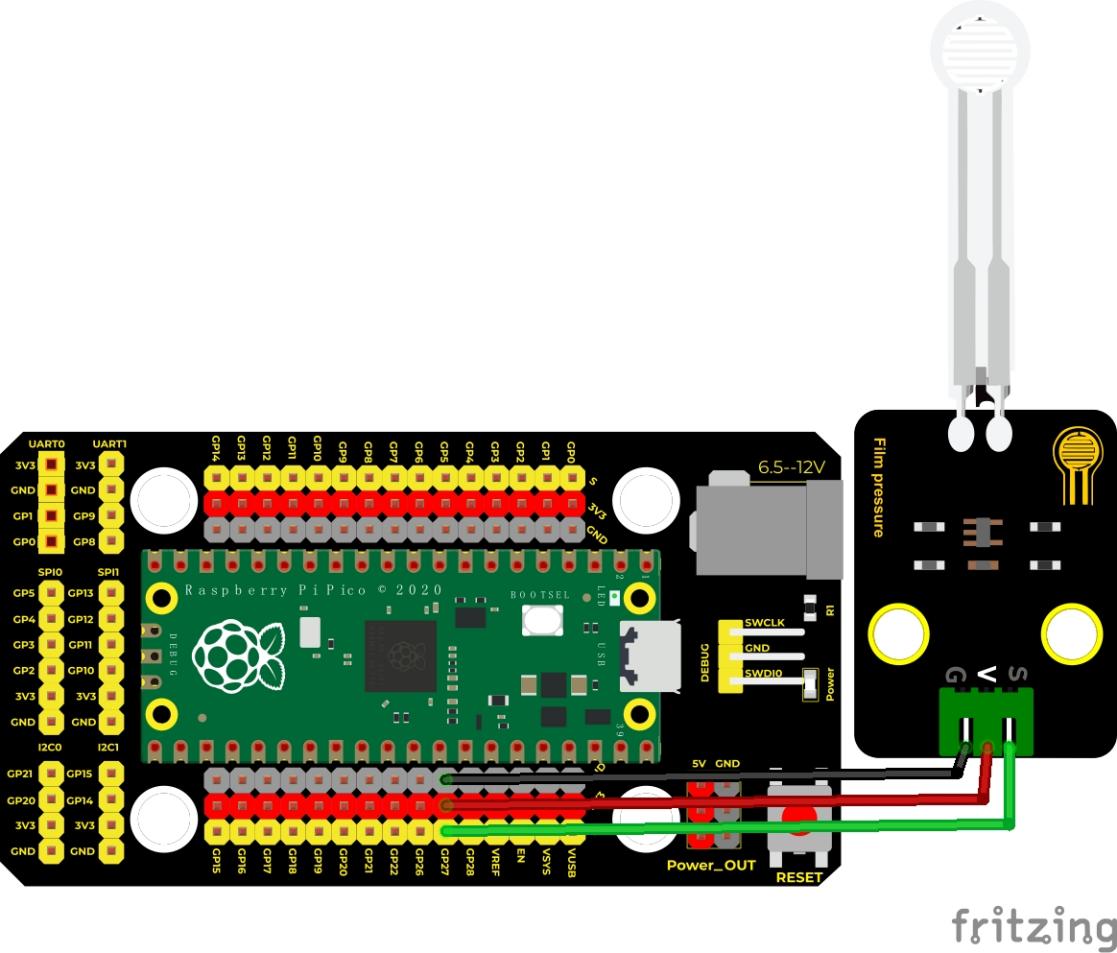 UART0
3V3
GND
GP1
GP0
UART1
3V3
GND
GP9
GP8
SPI0
GP5
GP4
GP3
GP2
3V3
GND
SPI1
GP13
GP12
GP11
GP10
3V3
GND
I2C0
GP21
GP20
3V3
GND
I2C1
GP15
GP14
3V3
GND
GP14
GP13
GP12
GP11
GP10
GP9
GP8
GP7
GP6
GP5
GP4
GP3
GP2
GP1
GP0
S
3V3
GND
Raspberry Pi Pico © 2020
BOOTSEL
LED
2
1
DEBUG
USB
39
GP15
GP16
GP17
GP18
GP19
GP20
GP21
GP22
GP26
GP27
GP28
VREF
EN
VSYS
VUSB
6.5--12V
R1
DEBUG
SWCLK
GND
SWDI0
Power
5V GND
Power_OUT
RESET
Film pressure
G V S
fritzing